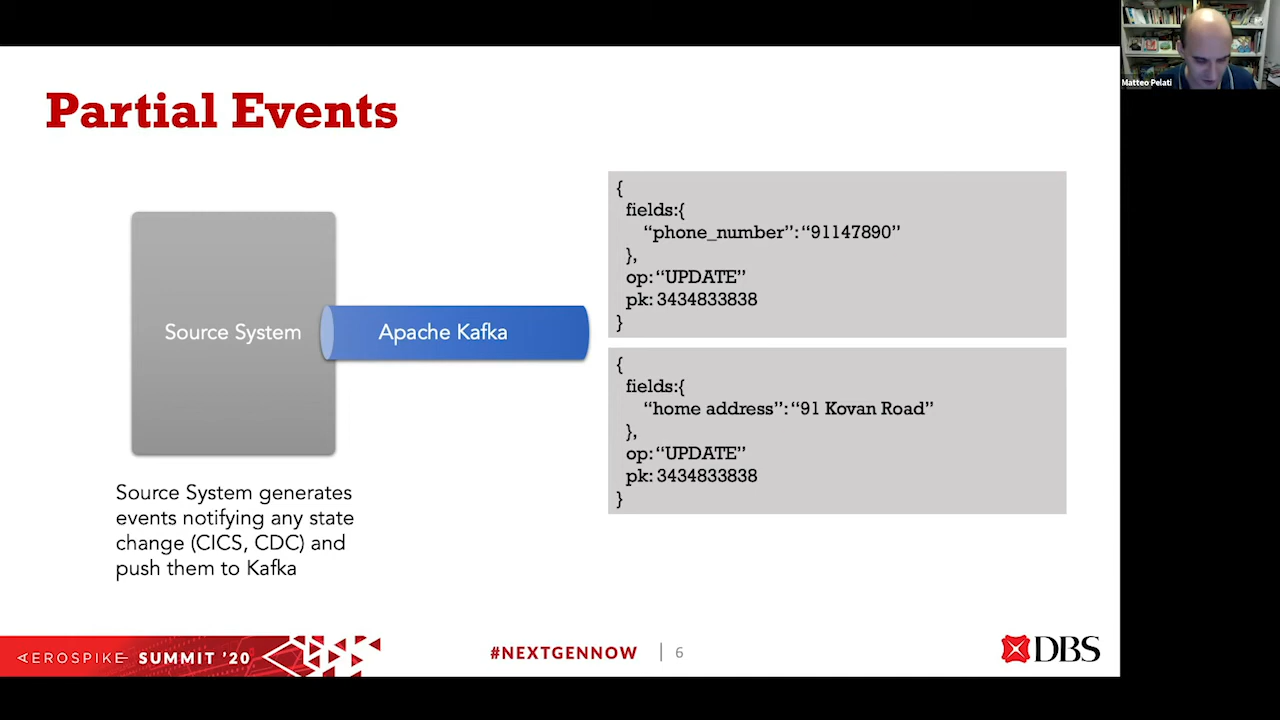 Matteo Pelati
Partial Events
Source System
Apache Kafka
{
fields:{
“phone_number”:“91147890”
},
op:“UPDATE”
pk: 3434833838
}
{
fields:{
“home address”:“91 Kovan Road”
},
op:“UPDATE”
pk: 3434833838
}
Source System generates
events notifying any state
change (CICS, CDC) and
push them to Kafka
AEROSPIKE SUMMIT ’20
#NEXTGENNOW
6
DBS